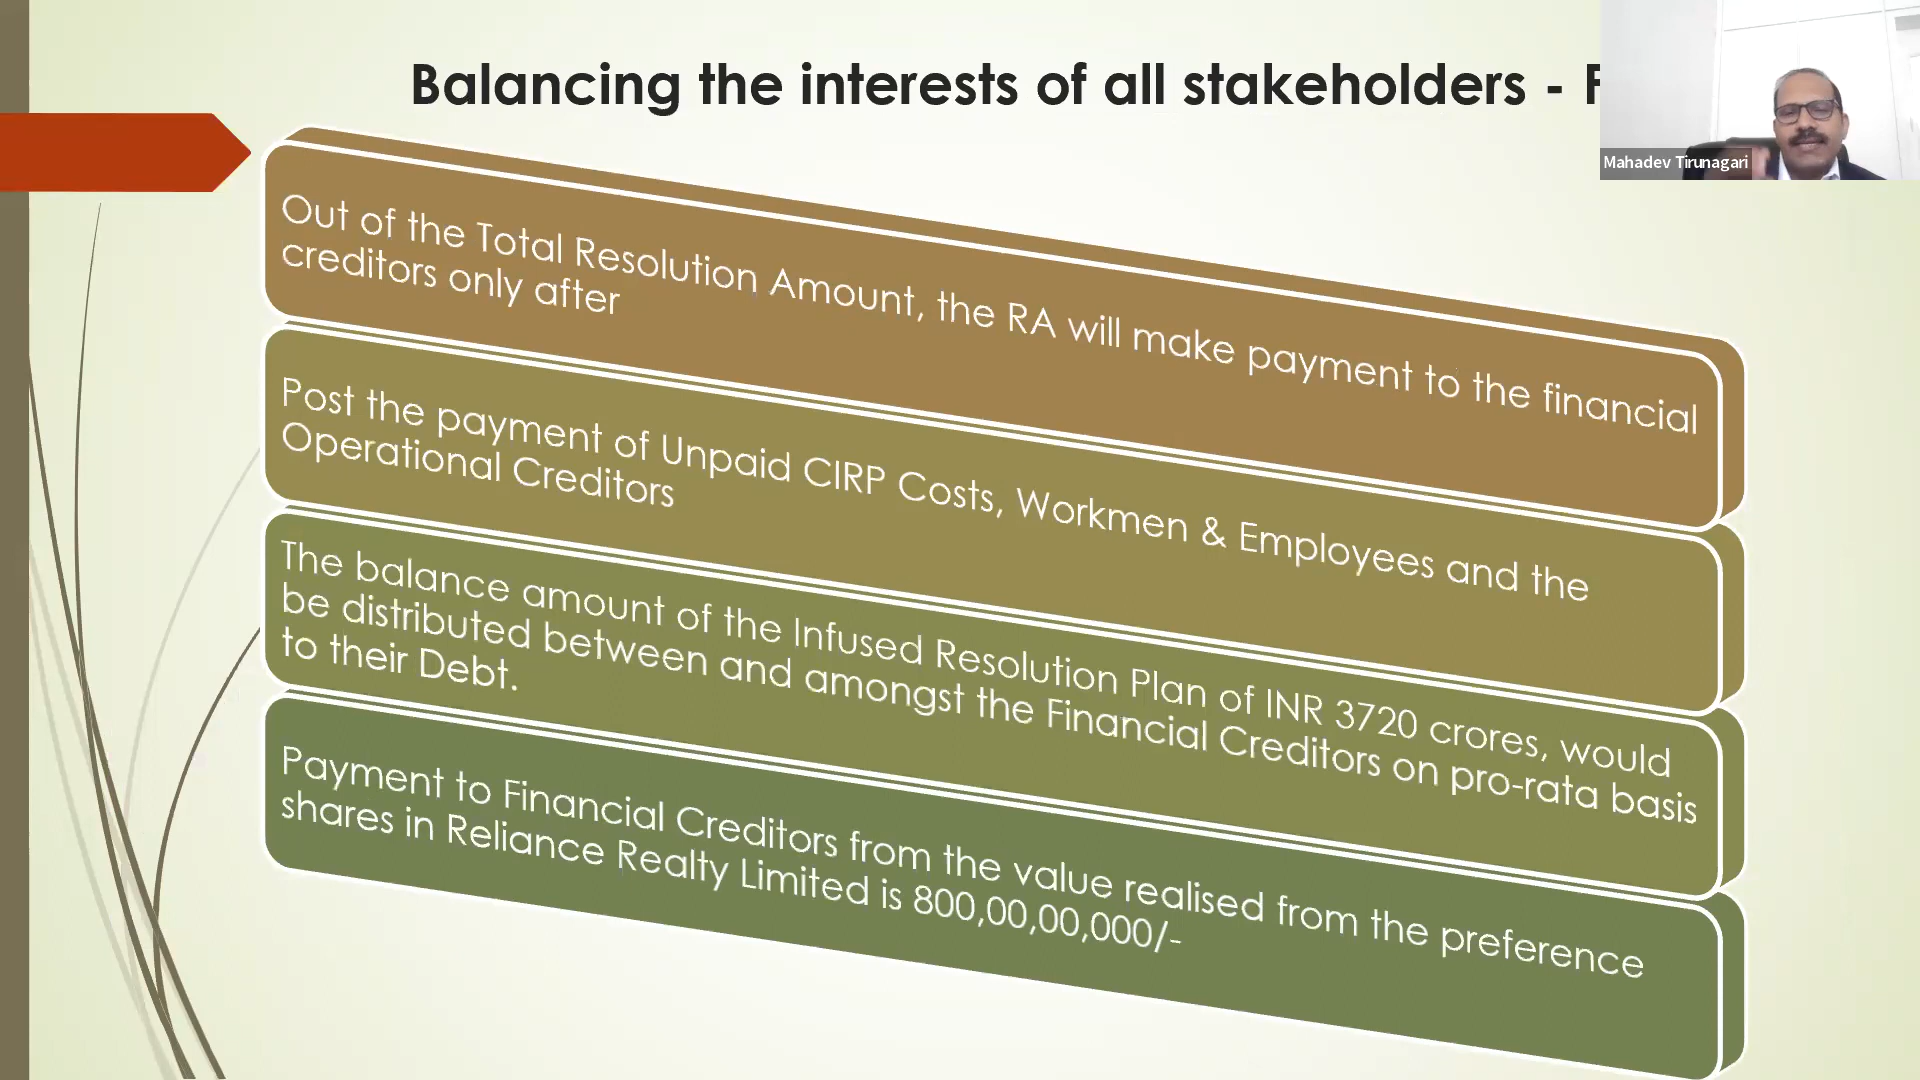 Balancing the interests of all stakeholders - F
Mahadev Tirunagari
Out of the Total Resolution Amount, the RA will make payment to the financial
creditors only after
Post the payment of Unpaid CIRP Costs, Workmen & Employees and the
Operational Creditors
The balance amount of the Infused Resolution Plan of INR 3720 crores, would
be distributed between and amongst the Financial Creditors on pro-rata basis
to their Debt.
Payment to Financial Creditors from the value realised from the preference
shares in Reliance Realty Limited is 800,00,00,000/-